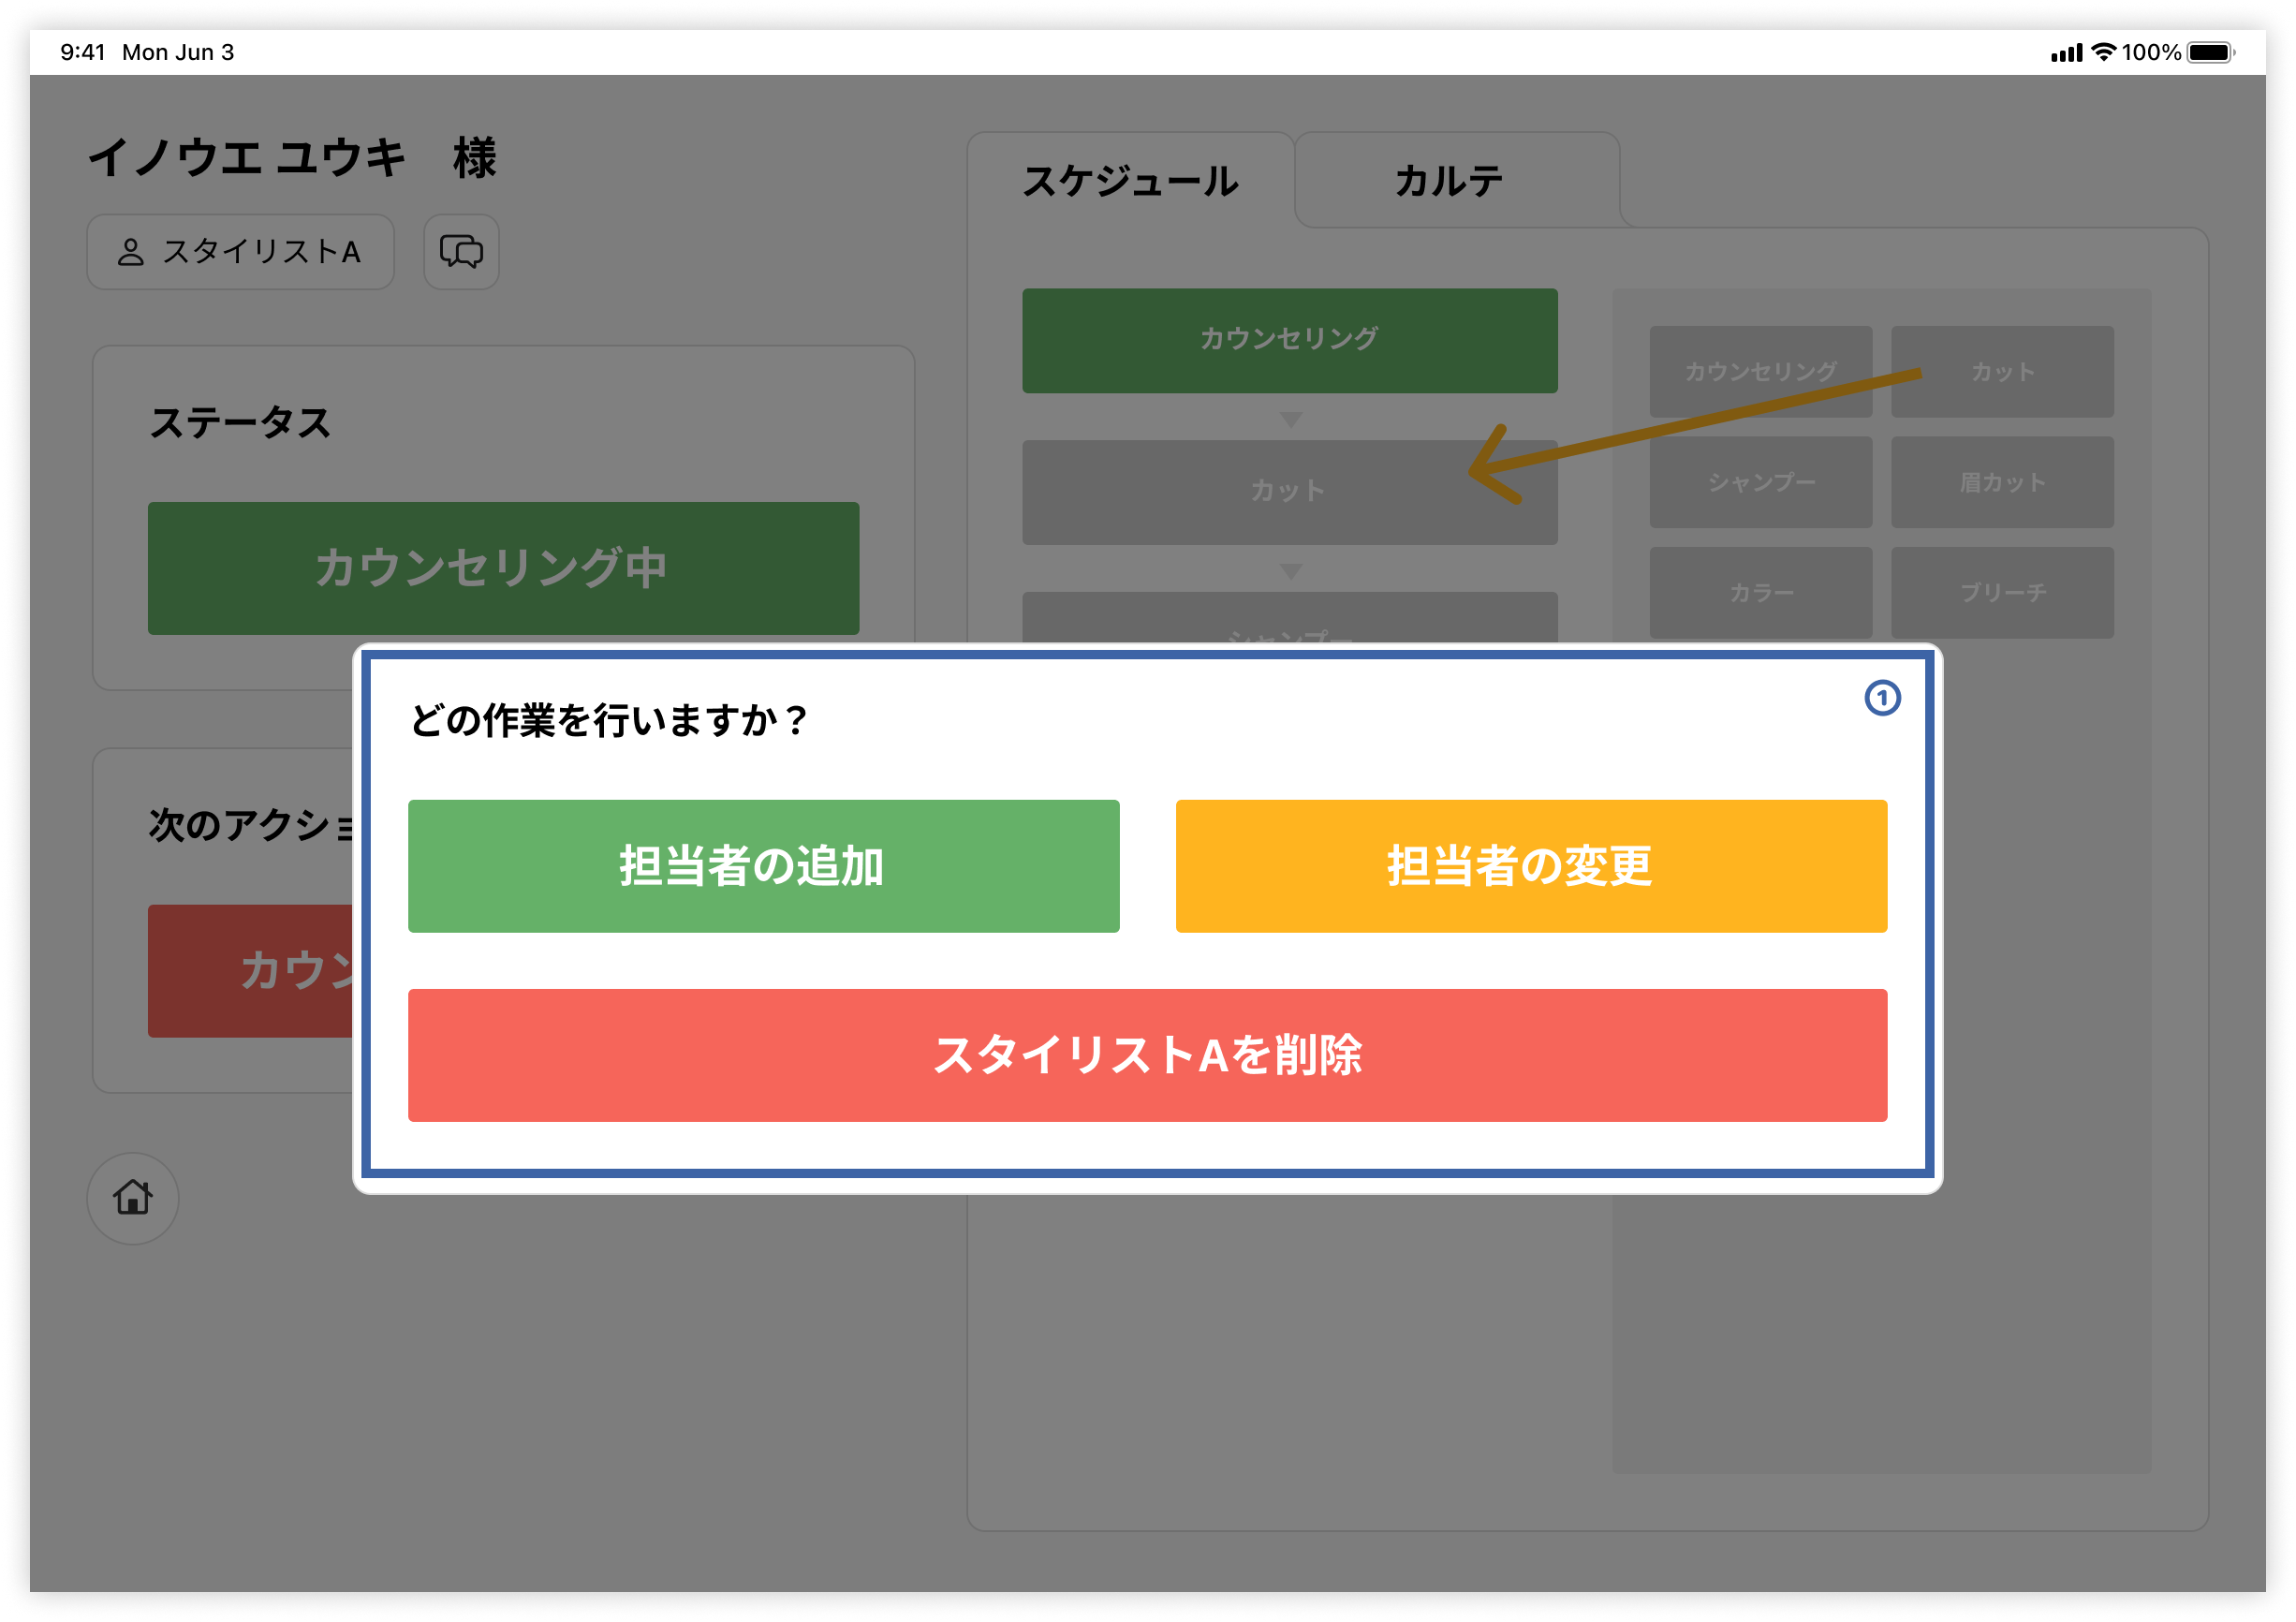 9:41 Mon Jun 3
100%
イノウエ ユウキ 様
スタイリストA
ステータス
カウンセリング中
次のアクショ
カウン
スケジュール
カルテ
カウンセリング
カット
シャンプー
カウンセリング
カット
シャンプー
眉カット
カラー
ブリーチ
どの作業を行いますか？
①
担当者の追加
担当者の変更
スタイリストAを削除